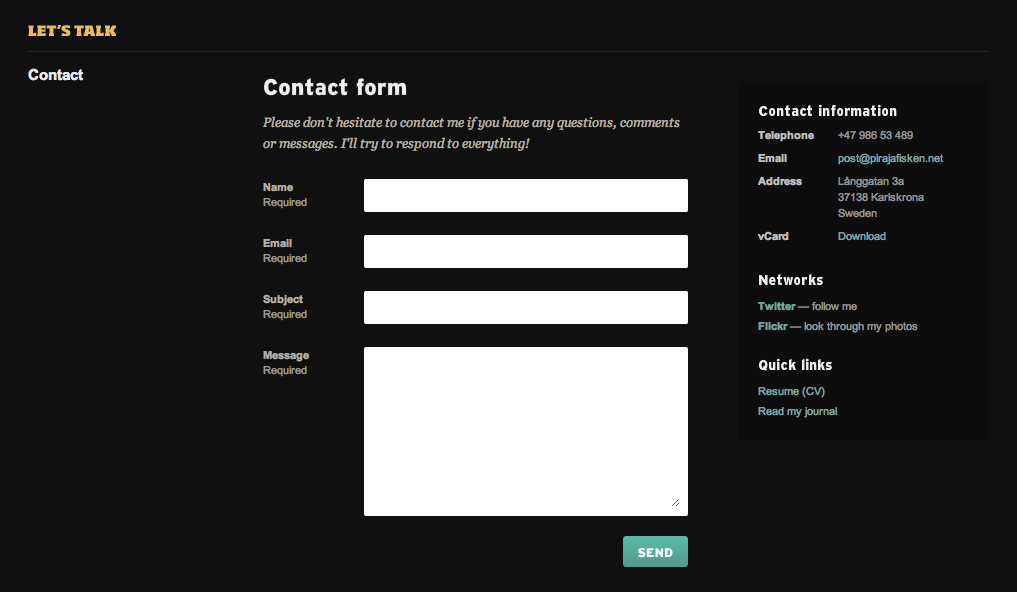 LET'S TALK
Contact
Contact form
Please don't hesitate to contact me if you have any questions, comments
or messages. I'll try to respond to everything!
Name
Required
Email
Required
Subject
Required
Message
Required
SEND
Contact information
Telephone +47 986 53 489
Email post@pirajafisken.net
Address Långgatan 3a
37138 Karlskrona
Sweden
vCard Download
Networks
Twitter — follow me
Flickr — look through my photos
Quick links
Resume (CV)
Read my journal